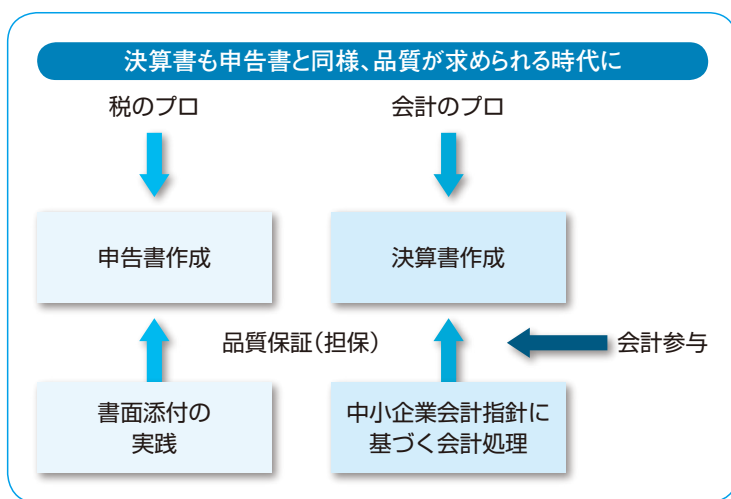 決算書も申告書と同様、品質が求められる時代に
税のプロ
会計のプロ
申告書作成
決算書作成
品質保証(担保)
会計参与
書面添付の
実践
中小企業会計指針に
基づく会計処理